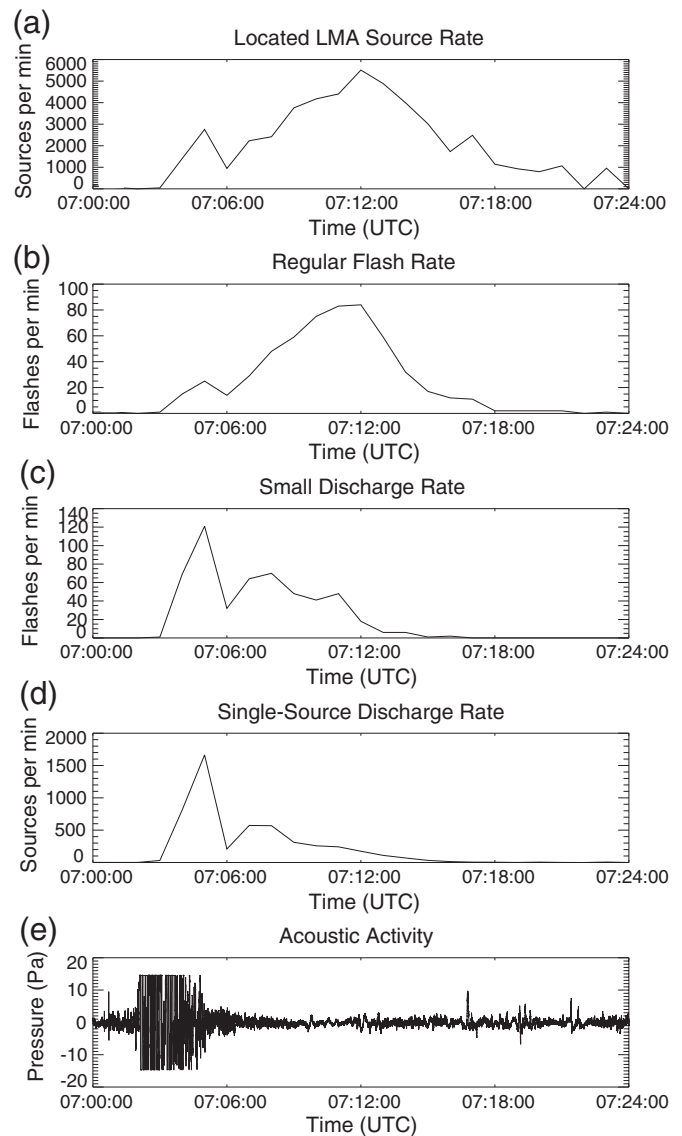 (a)
Located LMA Source Rate
Sources per min
6000
5000
4000
3000
2000
1000
0
07:00:00 07:06:00 07:12:00 07:18:00 07:24:00
Time (UTC)
(b)
Regular Flash Rate
Flashes per min
100
80
60
40
20
0
07:00:00 07:06:00 07:12:00 07:18:00 07:24:00
Time (UTC)
(c)
Small Discharge Rate
Flashes per min
140
120
100
80
60
40
20
0
07:00:00 07:06:00 07:12:00 07:18:00 07:24:00
Time (UTC)
(d)
Single-Source Discharge Rate
Sources per min
2000
1500
1000
500
0
07:00:00 07:06:00 07:12:00 07:18:00 07:24:00
Time (UTC)
(e)
Acoustic Activity
Pressure (Pa)
20
10
0
-10
-20
07:00:00 07:06:00 07:12:00 07:18:00 07:24:00
Time (UTC)